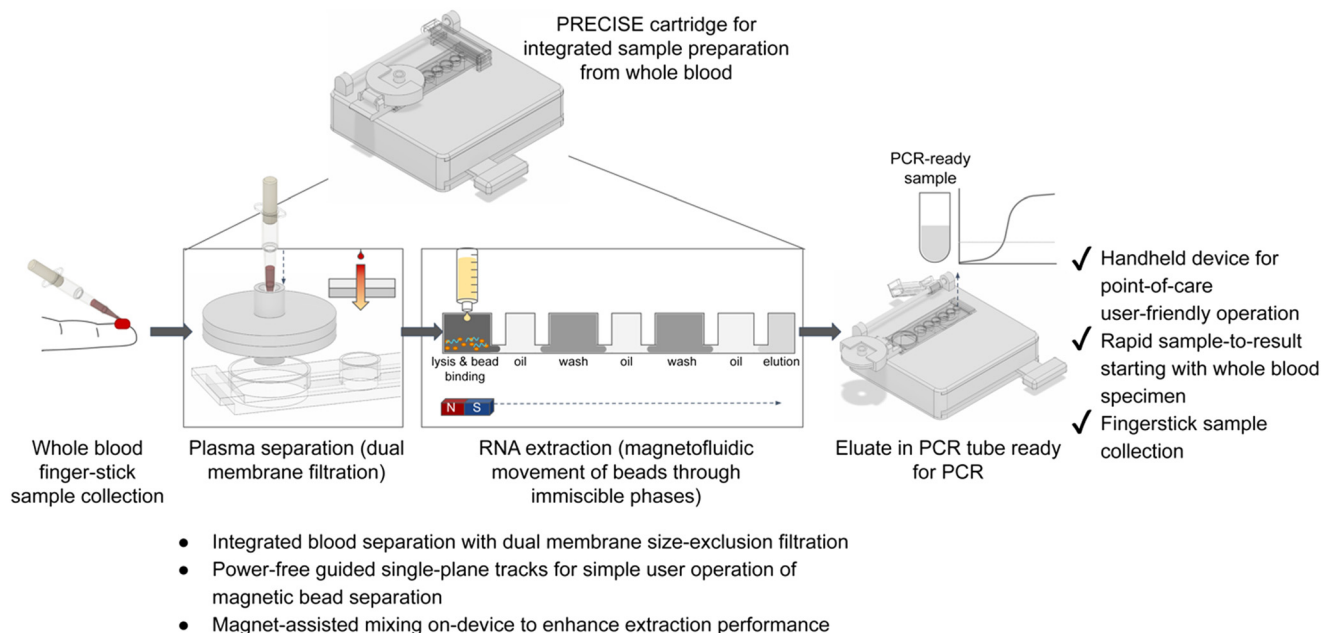 PRECISE cartridge for
integrated sample preparation
from whole blood
PCR-ready
sample
lysis & bead
binding
oil
wash
oil
wash
oil
elution
N S
Whole blood
finger-stick
sample collection
Plasma separation (dual
membrane filtration)
RNA extraction (magnetofluidic
movement of beads through
immiscible phases)
Eluate in PCR tube ready
for PCR
✓ Handheld device for
point-of-care
user-friendly operation
✓ Rapid sample-to-result
starting with whole blood
specimen
✓ Fingerstick sample
collection
● Integrated blood separation with dual membrane size-exclusion filtration
● Power-free guided single-plane tracks for simple user operation of
magnetic bead separation
● Magnet-assisted mixing on-device to enhance extraction performance